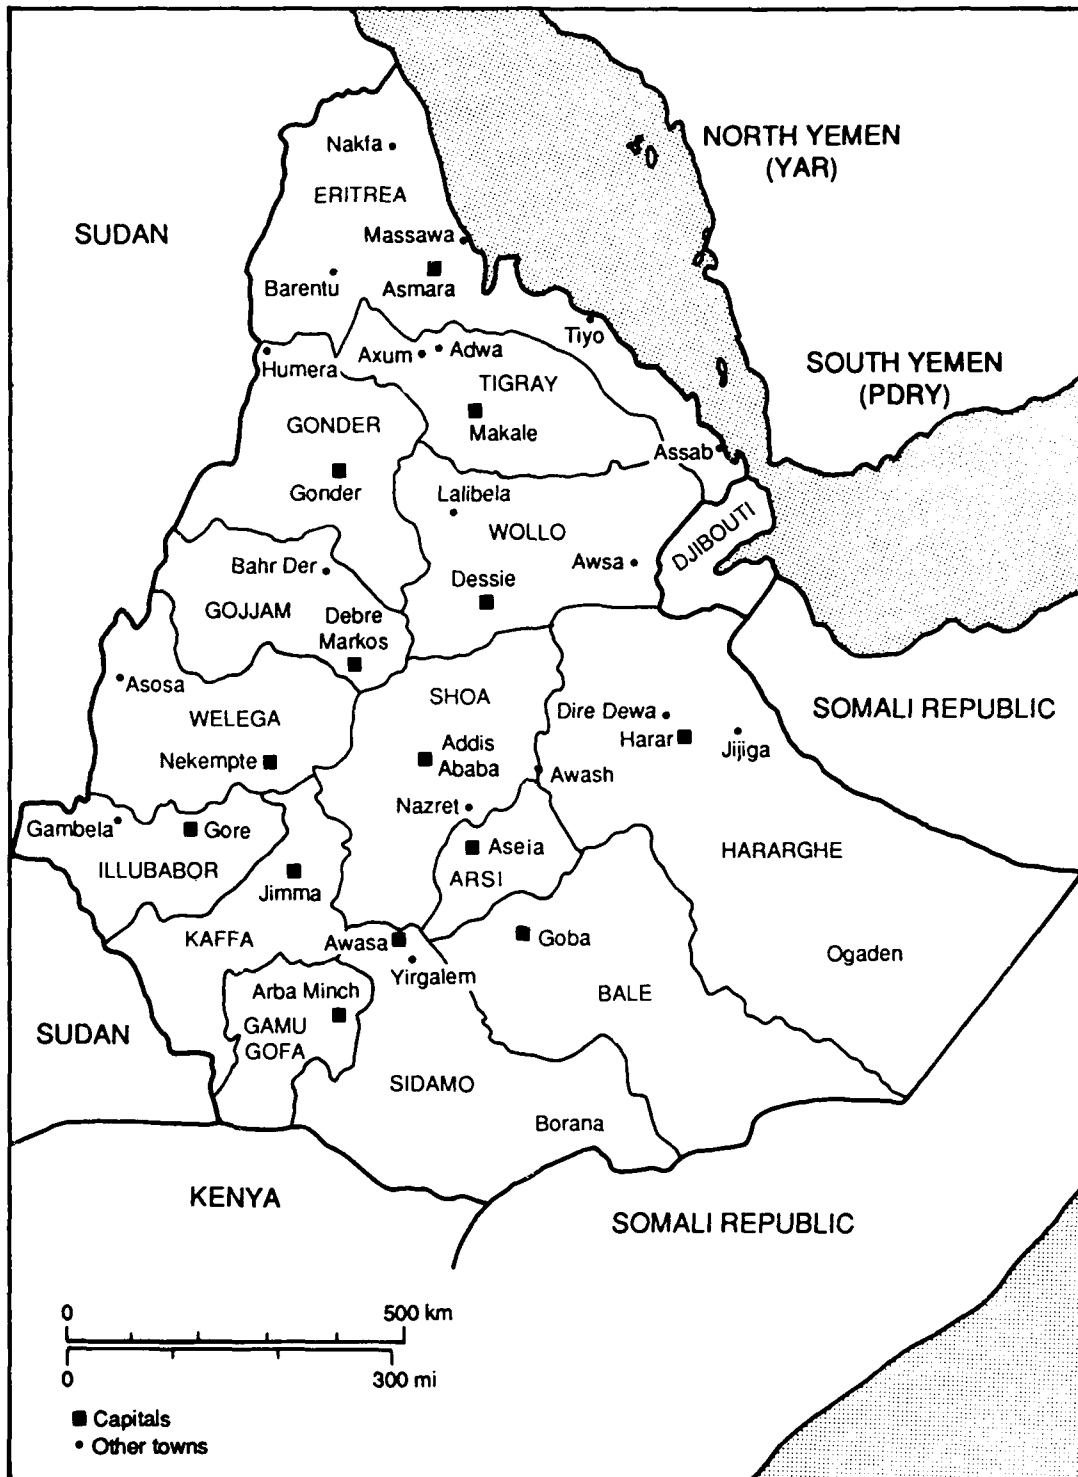 NORTH YEMEN
(YAR)
Nakfa
ERITREA
SUDAN
Massawa
Barentu
Asmara
Tiyo
Humera
Axum
Adwa
TIGRAY
SOUTH YEMEN
(PDRY)
GONDER
Makale
Assab
Gonder
Lalibela
WOLLO
DJIBOUTI
Bahr Der
Awsa
GOJJAM
Dessie
Debre
Markos
Asosa
WELEGA
SHOA
SOMALI REPUBLIC
Dire Dewa
Harar
Jijiga
Nekempte
Addis
Ababa
Awash
Nazret
Gambela
Gore
Aseia
HARARGHE
ILLUBABOR
Jimma
ARSI
KAFFA
Awasa
Goba
Ogaden
Yirgalem
Arba Minch
BALE
GAMU
GOFA
SUDAN
SIDAMO
Borana
KENYA
SOMALI REPUBLIC
0
500 km
0
300 mi
Capitals
Other towns